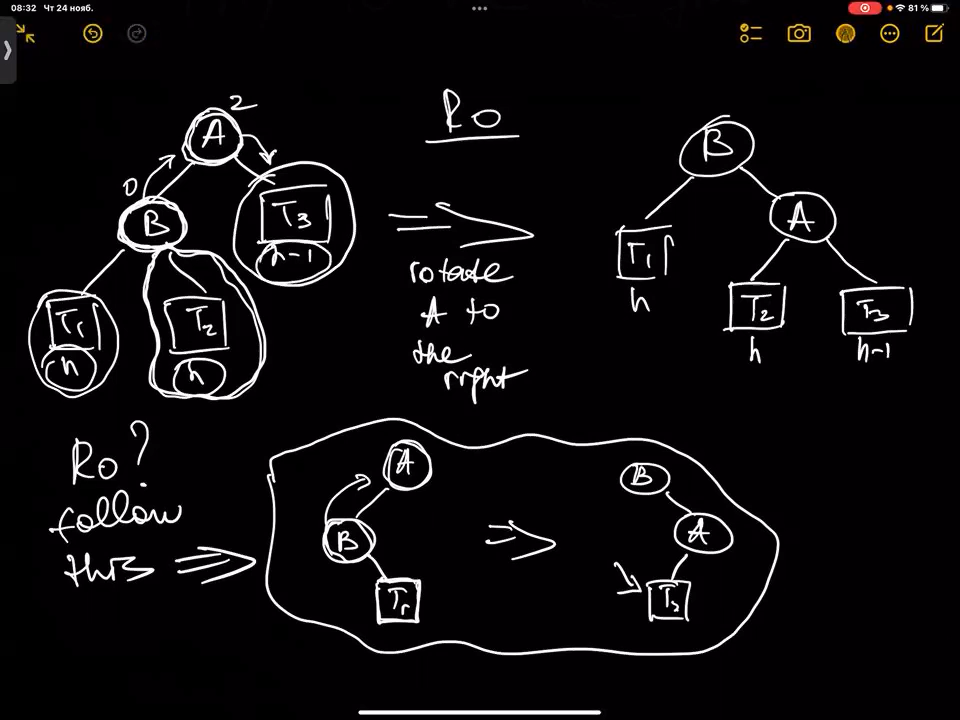 08:32 Чт 24 нояб.
81 %
R0
2
A
0
B
T3
h-1
T1
h
T2
h
rotate
A to
the
right
B
T1
h
A
T2
h
T3
h-1
R0?
follow
this
A
B
B
A
T2